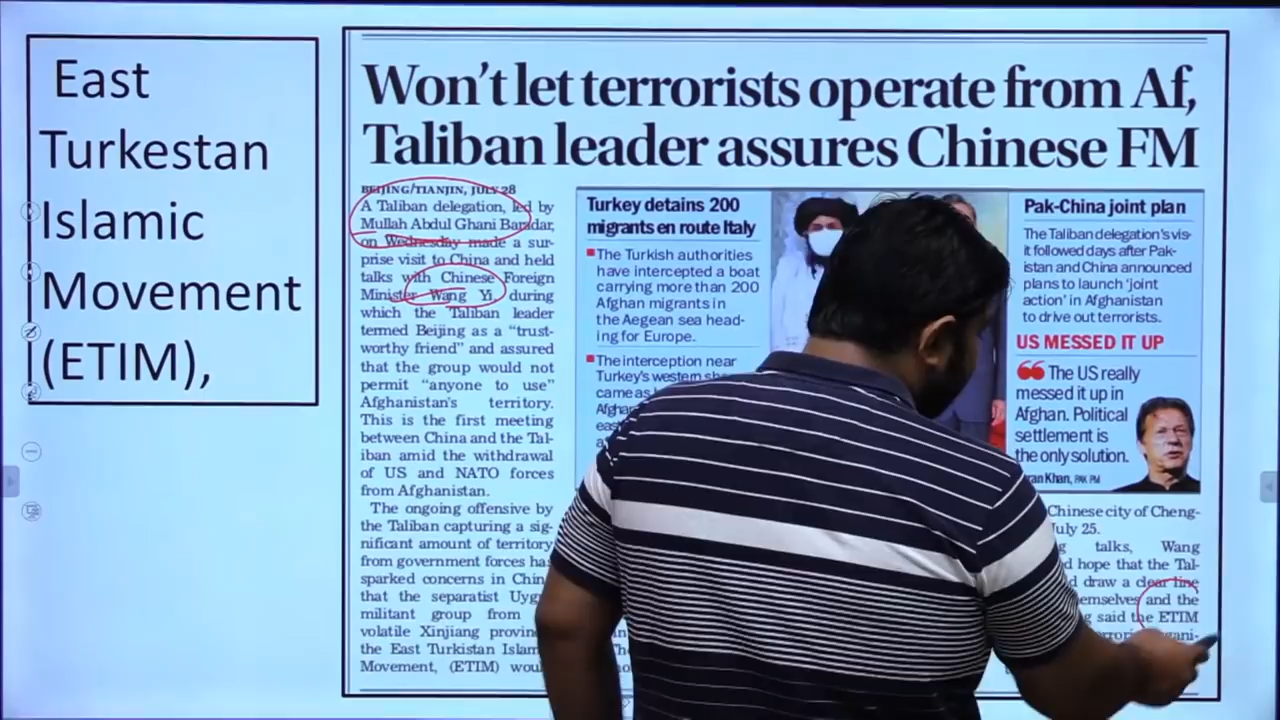 East
Turkestan
Islamic
Movement
(ETIM),
Won't let terrorists operate from Af,
Taliban leader assures Chinese FM
BEIJING/TIANJIN, JULY 28
A Taliban delegation, led by
Mullah Abdul Ghani Baradar,
on Wednesday made a sur-
prise visit to China and held
talks with Chinese Foreign
Minister Wang Yi, during
which the Taliban leader
termed Beijing as a “trust-
worthy friend” and assured
that the group would not
permit “anyone to use”
Afghanistan's territory.
This is the first meeting
between China and the Tal-
iban amid the withdrawal
of US and NATO forces
from Afghanistan.
The ongoing offensive by
the Taliban capturing a sig-
nificant amount of territory
from government forces has
sparked concerns in Chin
that the separatist Uyg
militant group from
volatile Xinjiang provin
the East Turkistan Islam
Movement, (ETIM) woul
Turkey detains 200
migrants en route Italy
The Turkish authorities
have intercepted a boat
carrying more than 200
Afghan migrants in
the Aegean sea head-
ing for Europe.
The interception near
Turkey's western
came as
Pak-China joint plan
The Taliban delegation's vis-
it followed days after Pak-
istan and China announced
plans to launch ‘joint
action’ in Afghanistan
to drive out terrorists.
US MESSED IT UP
The US really
messed it up in
Afghan. Political
settlement is
the only solution.
Khan, PAK PM
Chinese city of Cheng-
July 25.
talks, Wang
hope that the Tal-
draw a clear line
and the
said the ETIM